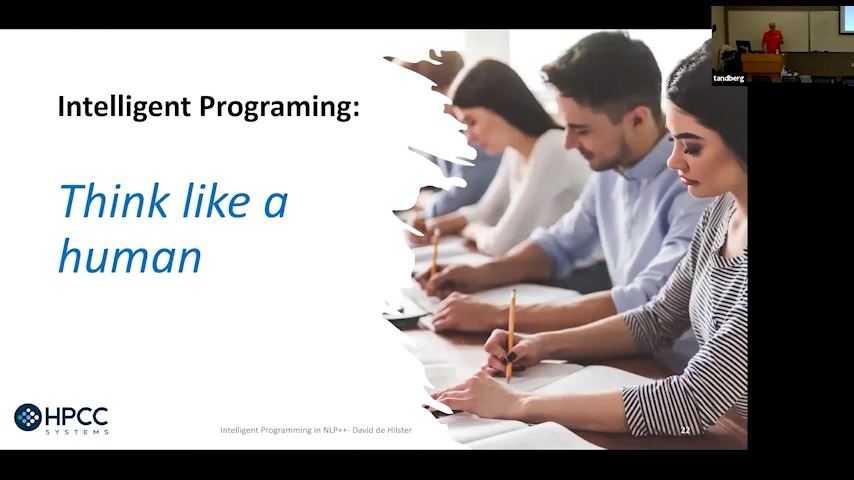 tandberg
Intelligent Programing:
Think like a
human
HPCC
SYSTEMS
Intelligent Programming in NLP++- David de Hilster
22